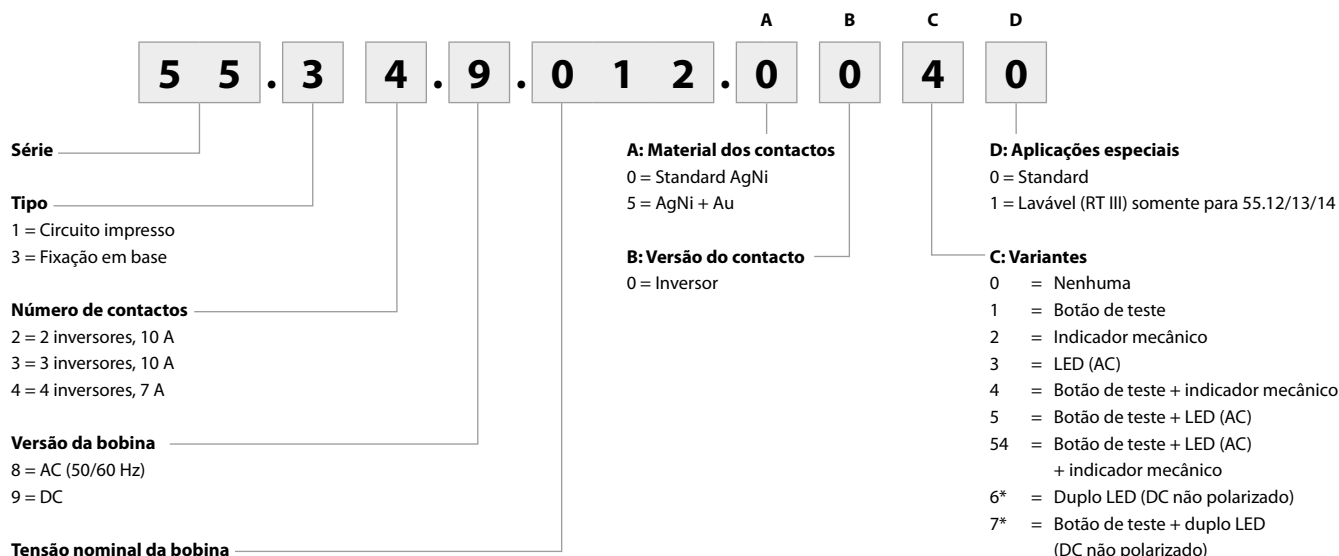 A B C D
5 5 . 3 4 . 9 . 0 1 2 . 0 0 4 0
Série
Tipo
1 = Circuito impresso
3 = Fixação em base
Número de contactos
2 = 2 inversores, 10 A
3 = 3 inversores, 10 A
4 = 4 inversores, 7 A
Versão da bobina
8 = AC (50/60 Hz)
9 = DC
Tensão nominal da bobina
A: Material dos contactos
0 = Standard AgNi
5 = AgNi + Au
B: Versão do contacto
0 = Inversor
D: Aplicações especiais
0 = Standard
1 = Lavável (RT III) somente para 55.12/13/14
C: Variantes
0 = Nenhuma
1 = Botão de teste
2 = Indicador mecânico
3 = LED (AC)
4 = Botão de teste + indicador mecânico
5 = Botão de teste + LED (AC)
54 = Botão de teste + LED (AC)
+ indicador mecânico
6* = Duplo LED (DC não polarizado)
7* = Botão de teste + duplo LED
(DC não polarizado)